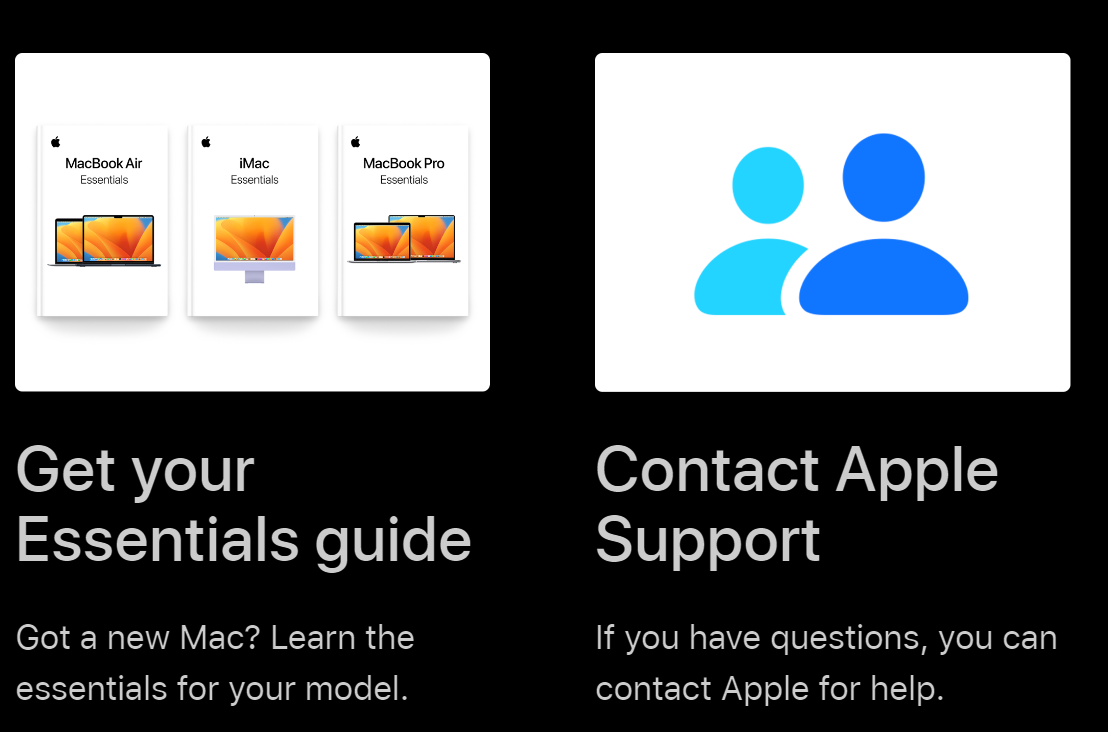 MacBook Air
Essentials
iMac
Essentials
MacBook Pro
Essentials
Get your
Essentials guide
Got a new Mac? Learn the
essentials for your model.
Contact Apple
Support
If you have questions, you can
contact Apple for help.